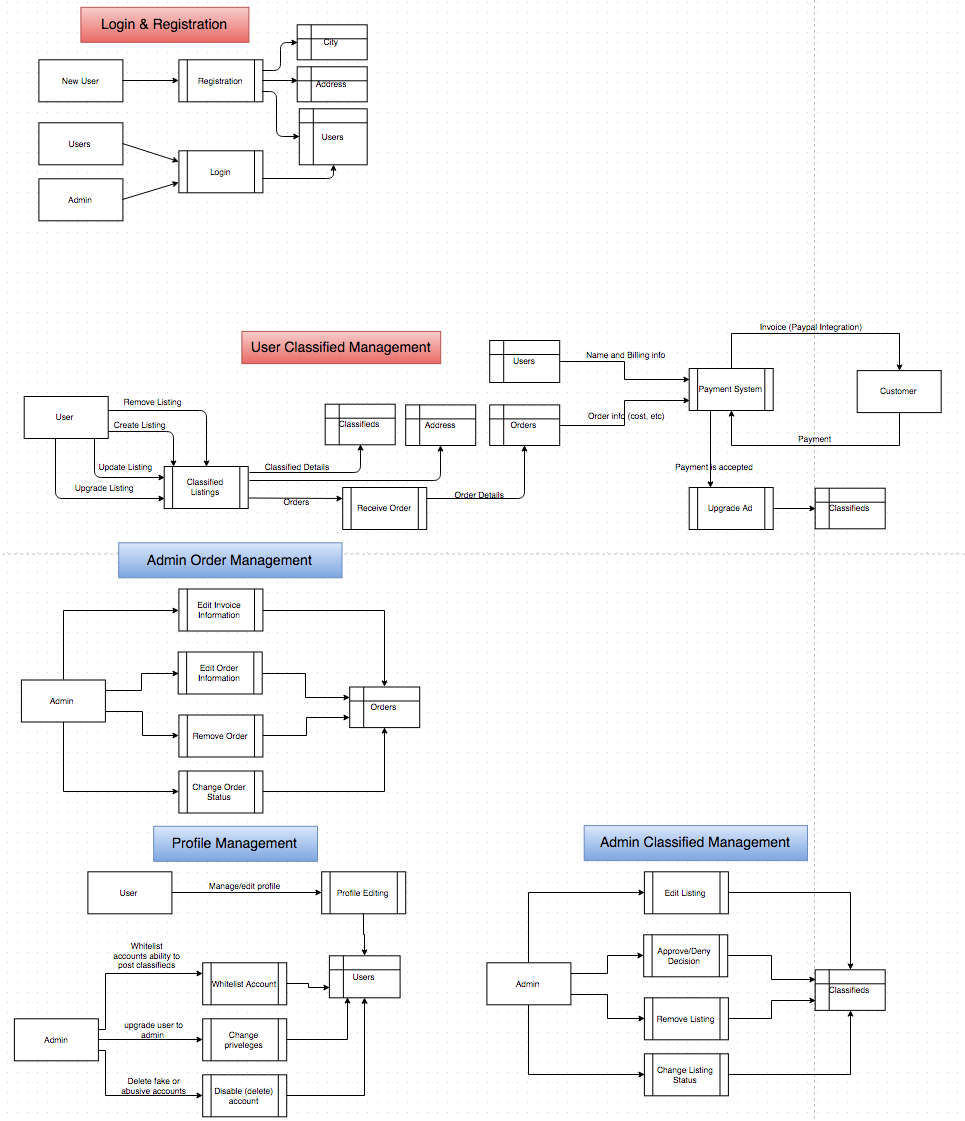 Login & Registration
City
New User
Registration
Address
Users
Users
Login
Admin
Invoice (Paypal Integration)
User Classified Management
Users
Name and Billing info
Payment System
Customer
Remove Listing
User
Create Listing
Classifieds
Address
Orders
Order info (cost, etc)
Payment
Update Listing
Classified Details
Payment is accepted
Upgrade Listing
Classified
Listings
Orders
Receive Order
Order Details
Upgrade Ad
Classifieds
Admin Order Management
Edit Invoice
Information
Edit Order
Information
Admin
Orders
Remove Order
Change Order
Status
Profile Management
Admin Classified Management
User
Manage/edit profile
Profile Editing
Edit Listing
Whitelist
accounts ability to
post classifieds
Whitelist Account
Users
Approve/Deny
Decision
Admin
Classifieds
Remove Listing
Admin
upgrade user to
admin
Change
priveleges
Delete fake or
abusive accounts
Disable (delete)
account
Change Listing
Status